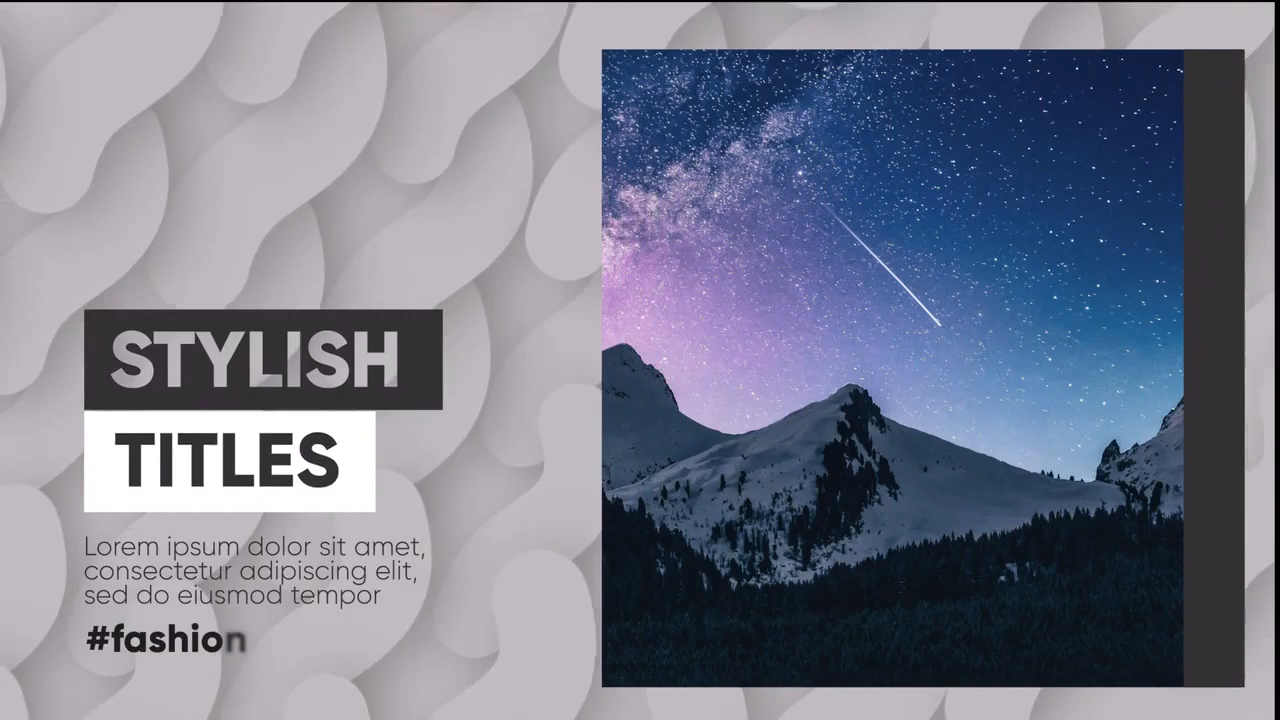 STYLISH
TITLES
Lorem ipsum dolor sit amet,
consectetur adipiscing elit,
sed do eiusmod tempor
#fashion